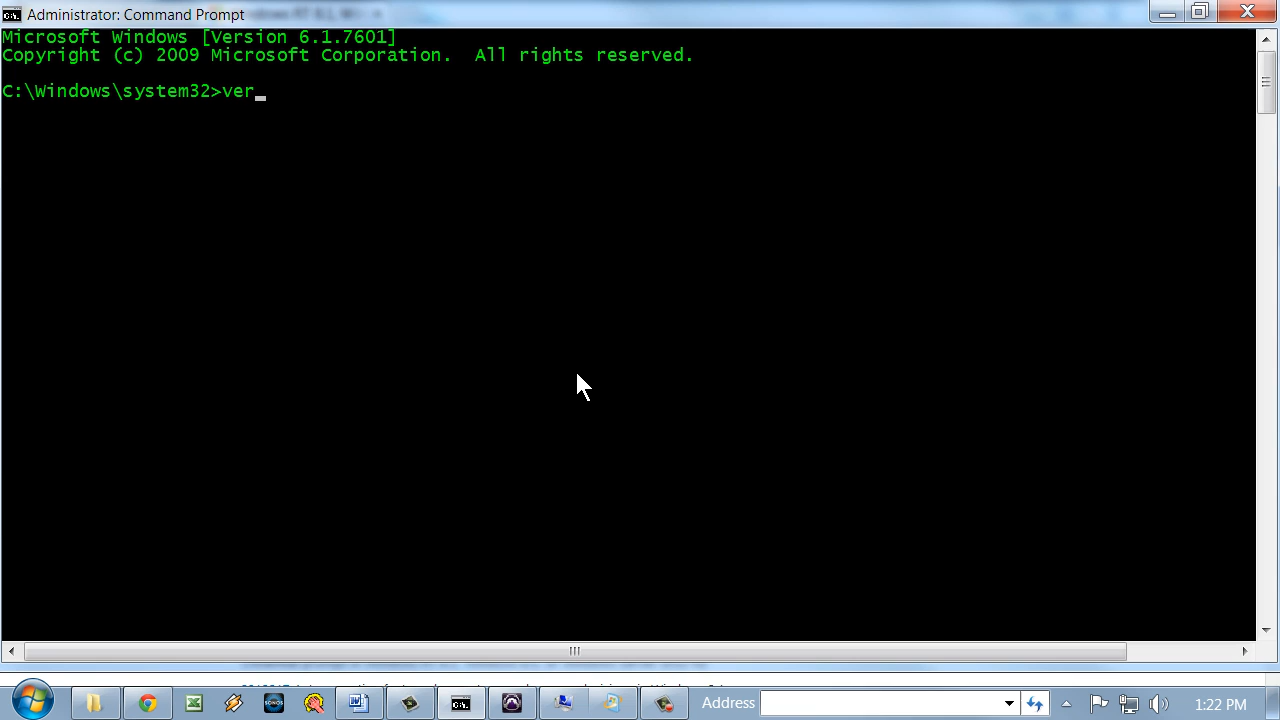 Administrator: Command Prompt
Microsoft Windows [Version 6.1.7601]
Copyright (c) 2009 Microsoft Corporation.  All rights reserved.
C:\Windows\system32>ver
SONOS
Address
1:22 PM